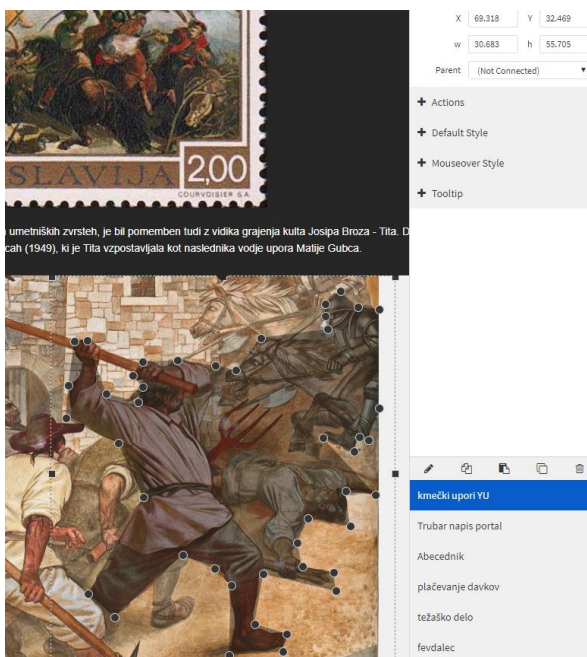 X 69.318 Y 32.469
w 30.683 h 55.705
Parent (Not Connected)
Actions
Default Style
Mouseover Style
Tooltip
SLAVIJA 2,00
COURVOISIER S.A.
umetniških zvrsteh, je bil pomemben tudi z vidika grajenja kulta Josipa Broza - Tita. D
cah (1949), ki je Tita vzpostavljala kot naslednika vodje upora Matije Gubca.
kmečki upori YU
Trubar napis portal
Abecednik
plačevanje davkov
težaško delo
fevdalec